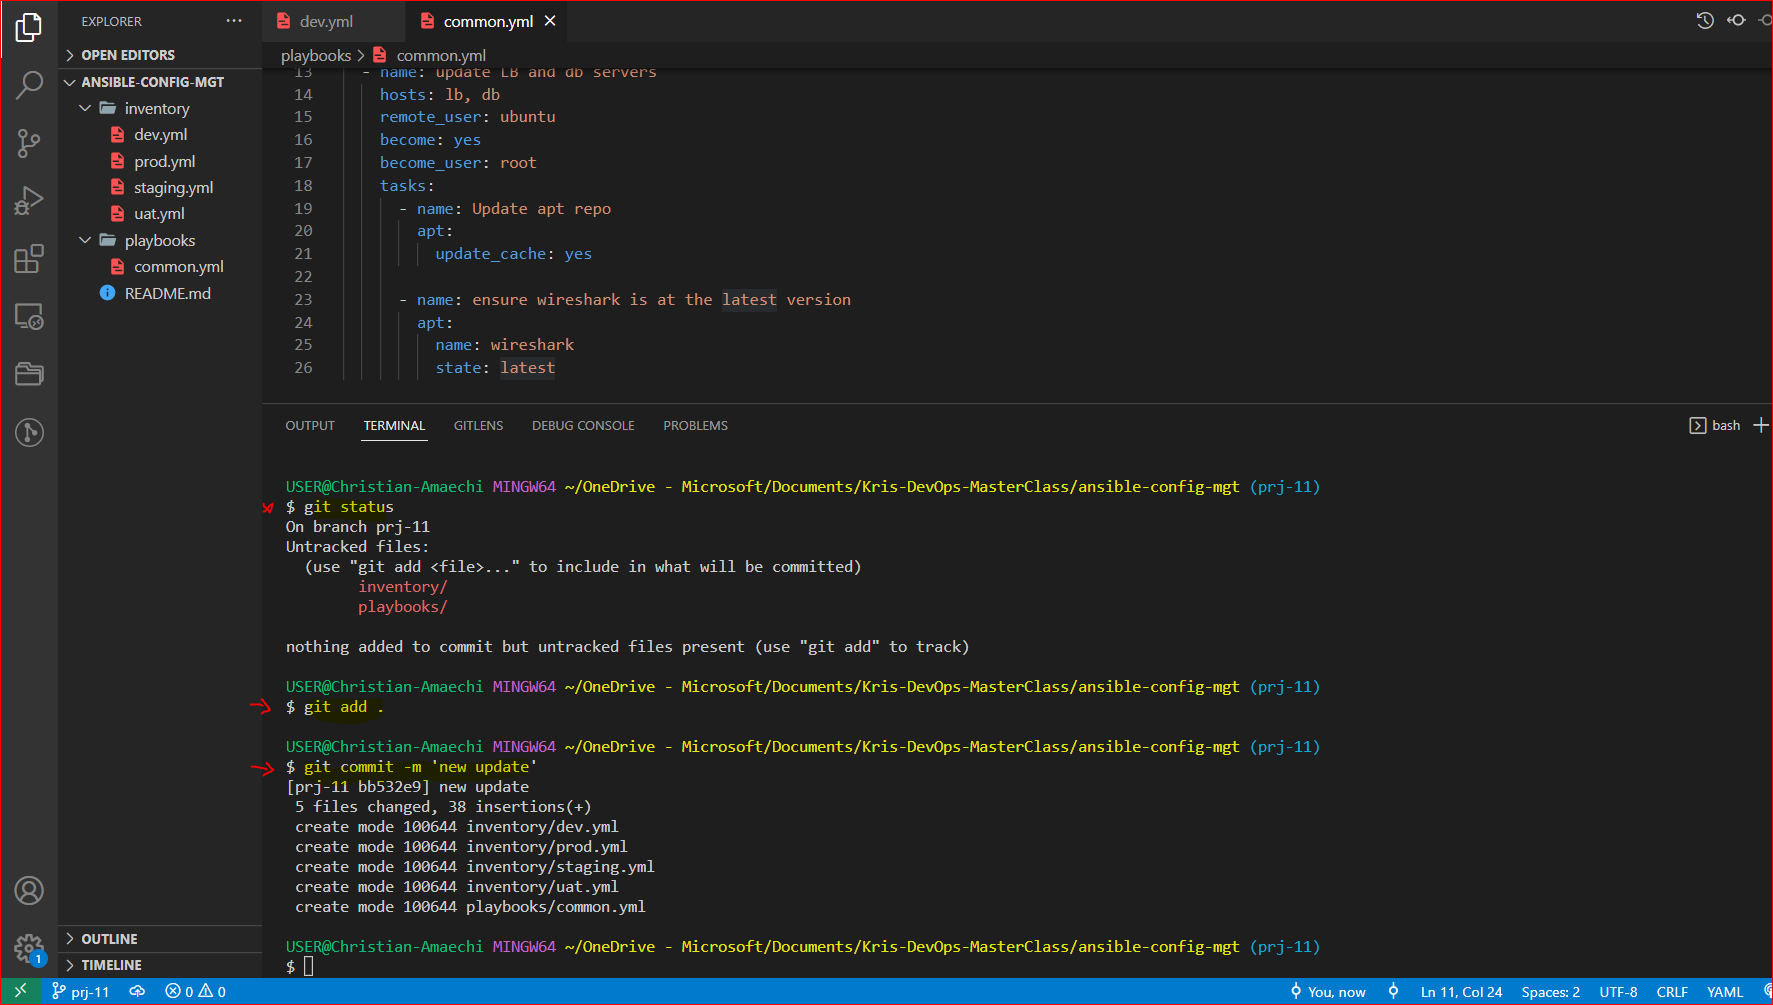 EXPLORER
dev.yml
common.yml
OPEN EDITORS
ANSIBLE-CONFIG-MGT
inventory
dev.yml
prod.yml
staging.yml
uat.yml
playbooks
common.yml
README.md
OUTLINE
TIMELINE
playbooks > common.yml
13 - name: update LB and db servers
14 hosts: lb, db
15 remote_user: ubuntu
16 become: yes
17 become_user: root
18 tasks:
19 - name: Update apt repo
20 apt:
21 update_cache: yes
22
23 - name: ensure wireshark is at the latest version
24 apt:
25 name: wireshark
26 state: latest
OUTPUT TERMINAL GITLENS DEBUG CONSOLE PROBLEMS
bash
USER@Christian-Amaechi MINGW64 ~/OneDrive - Microsoft/Documents/Kris-DevOps-MasterClass/ansible-config-mgt (prj-11)
$ git status
On branch prj-11
Untracked files:
(use "git add <file>..." to include in what will be committed)
inventory/
playbooks/
nothing added to commit but untracked files present (use "git add" to track)
USER@Christian-Amaechi MINGW64 ~/OneDrive - Microsoft/Documents/Kris-DevOps-MasterClass/ansible-config-mgt (prj-11)
$ git add .
USER@Christian-Amaechi MINGW64 ~/OneDrive - Microsoft/Documents/Kris-DevOps-MasterClass/ansible-config-mgt (prj-11)
$ git commit -m 'new update'
[prj-11 bb532e9] new update
5 files changed, 38 insertions(+)
create mode 100644 inventory/dev.yml
create mode 100644 inventory/prod.yml
create mode 100644 inventory/staging.yml
create mode 100644 inventory/uat.yml
create mode 100644 playbooks/common.yml
USER@Christian-Amaechi MINGW64 ~/OneDrive - Microsoft/Documents/Kris-DevOps-MasterClass/ansible-config-mgt (prj-11)
$
1
prj-11 0 0 You, now Ln 11, Col 24 Spaces: 2 UTF-8 CRLF YAML